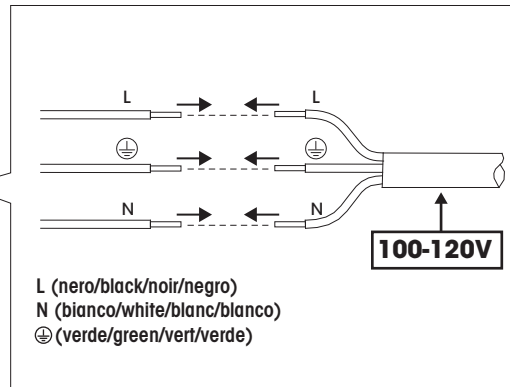 L L
N N
100-120V
L (nero/black/noir/negro)
N (bianco/white/blanc/blanco)
⏚ (verde/green/vert/verde)